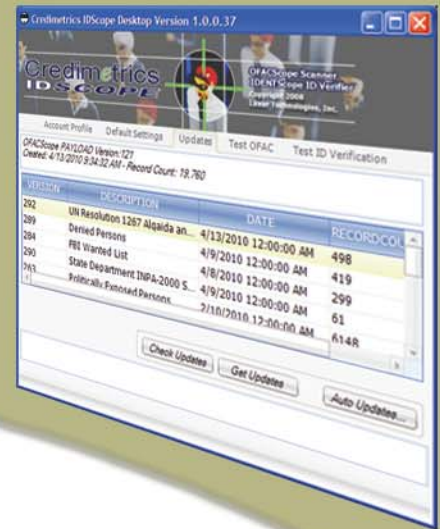 Credimetrics IDScope Desktop Version 1.0.0.37
Credimetrics
IDSCOPE
OFACScope Scanner
IDENTScope ID Verifier
Copyright 2008
Technologies, Inc.
Account Profile Default Settings Updates Test OFAC Test ID Verification
OFACScope PAYLOAD Version:121
Created: 4/13/2010 9:34:32 AM - Record Count: 19,760
VERSION DESCRIPTION DATE RECORDCOU
292 UN Resolution 1267 Alqaida an... 4/13/2010 12:00:00 AM 498
289 Denied Persons 4/9/2010 12:00:00 AM 419
284 FBI Wanted List 4/8/2010 12:00:00 AM 299
290 State Department INPA-2000 S... 4/9/2010 12:00:00 AM 61
263 Politically Exposed Persons 2/10/2010 12:00:00 AM 6148
Check Updates Get Updates Auto Updates...